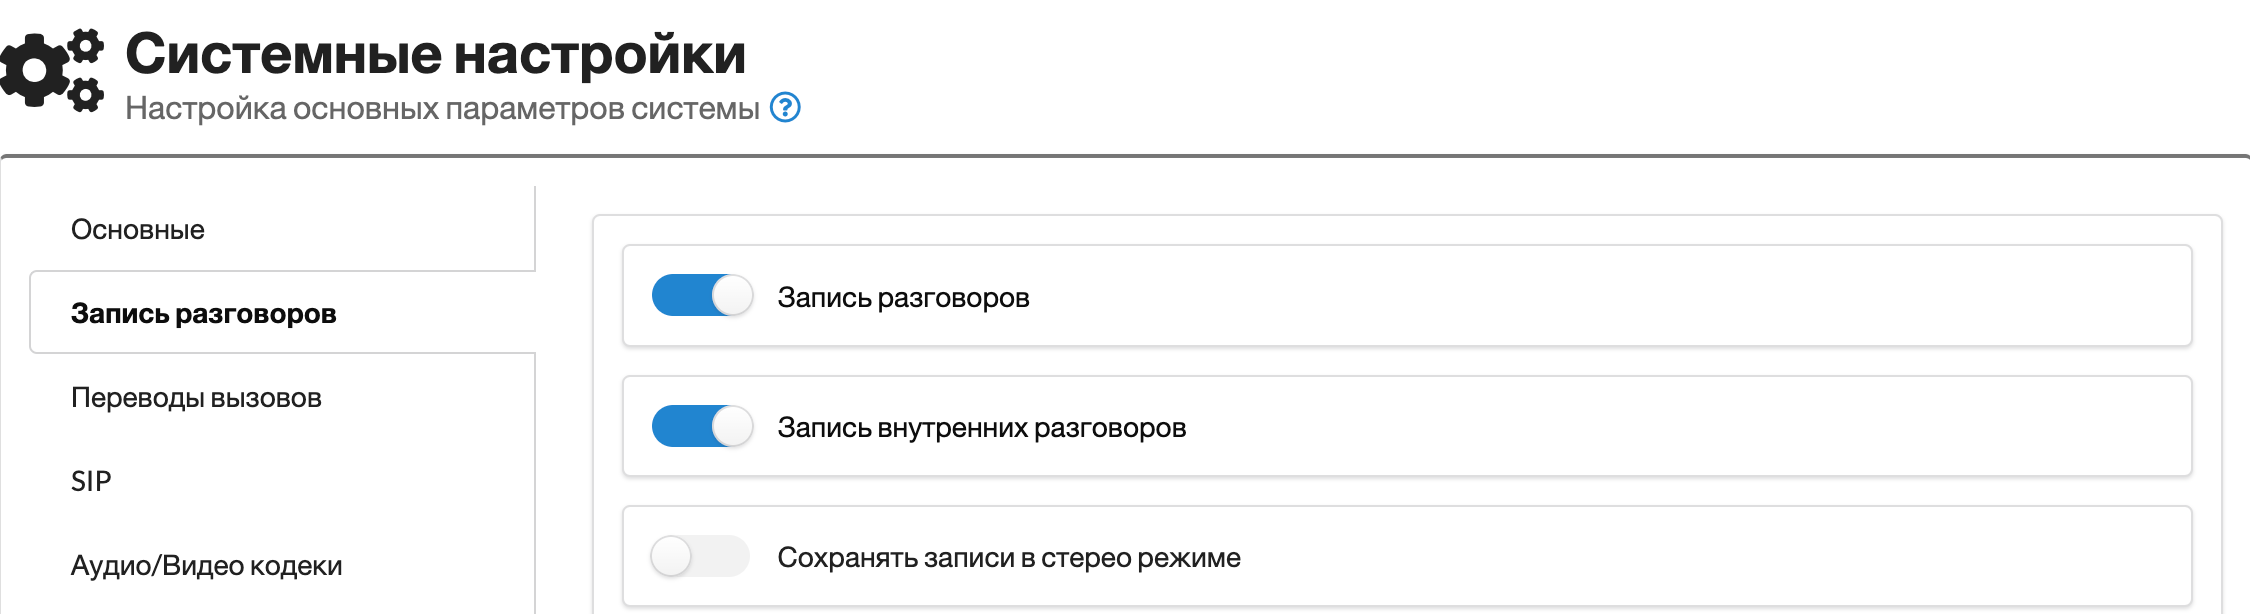 Системные настройки
Настройка основных параметров системы ?
Основные
Запись разговоров
Переводы вызовов
SIP
Аудио/Видео кодеки
Запись разговоров
Запись внутренних разговоров
Сохранять записи в стерео режиме